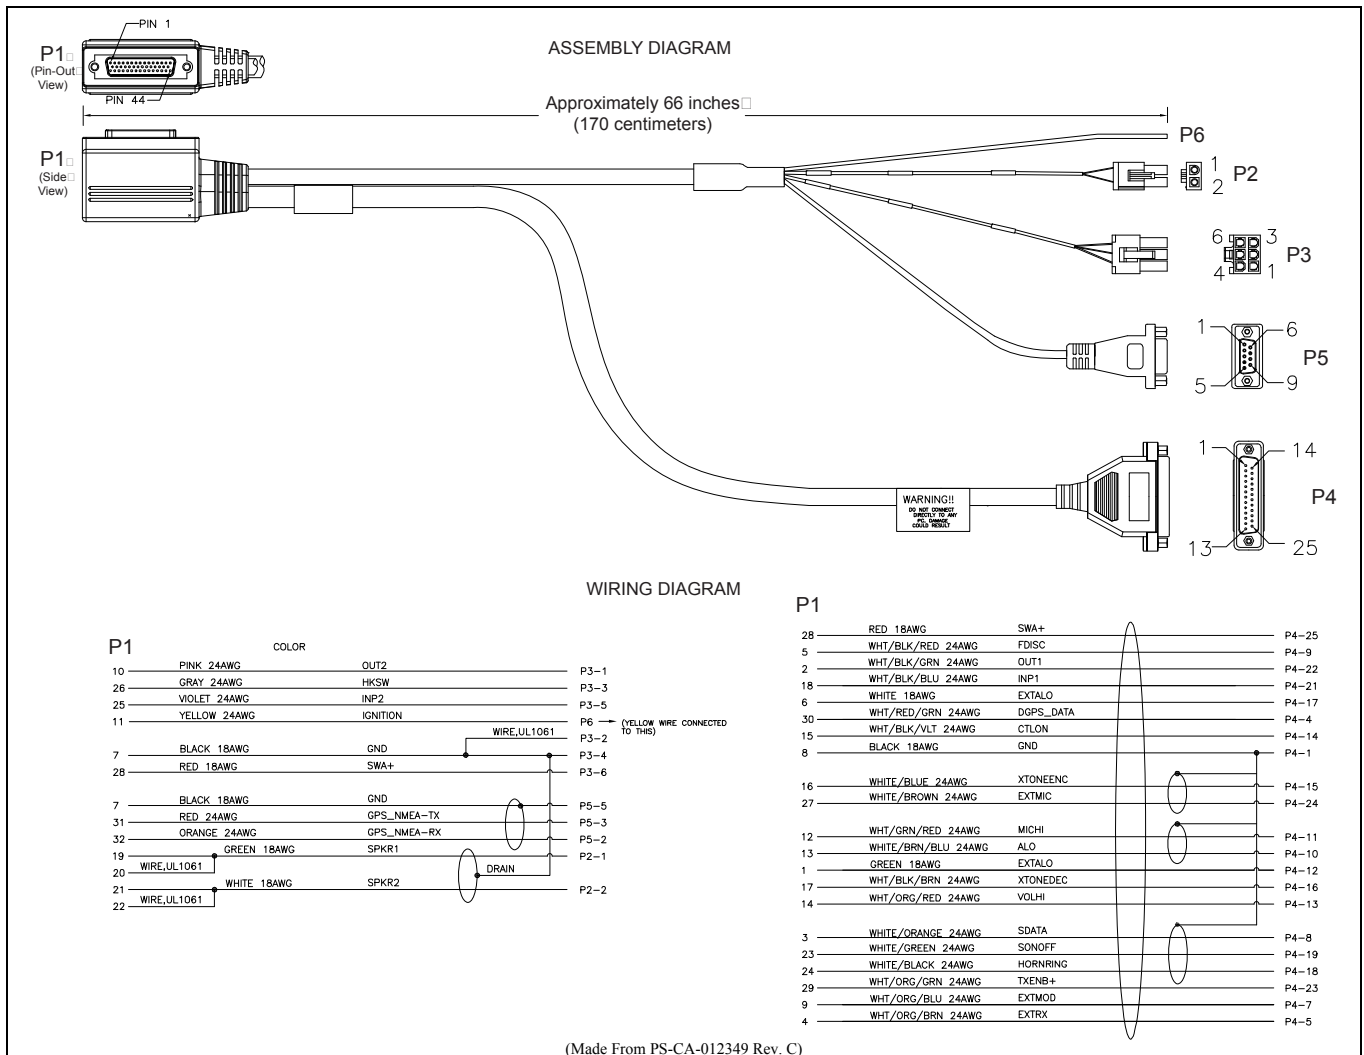 PIN 1
P1
(Pin-Out
View)
PIN 44
ASSEMBLY DIAGRAM
Approximately 66 inches
(170 centimeters)
P1
(Side
View)
P6
1
2
P2
6 3
4 1
P3
1 6
5 9
P5
1 14
13 25
P4
WARNING!!
DO NOT CONNECT
DIRECTLY TO ANY
PC, DAMAGE
COULD RESULT
WIRING DIAGRAM
P1
COLOR
10 PINK 24AWG OUT2 P3-1
26 GRAY 24AWG HKSW P3-3
25 VIOLET 24AWG INP2 P3-5
11 YELLOW 24AWG IGNITION P6 (YELLOW WIRE CONNECTED
TO THIS)
WIRE,UL1061 P3-2
7 BLACK 18AWG GND P3-4
28 RED 18AWG SWA+ P3-6
7 BLACK 18AWG GND P5-5
31 RED 24AWG GPS_NMEA-TX P5-3
32 ORANGE 24AWG GPS_NMEA-RX P5-2
19 GREEN 18AWG SPKR1 P2-1
20 WIRE,UL1061
DRAIN
21 WHITE 18AWG SPKR2 P2-2
22 WIRE,UL1061
P1
28 RED 18AWG SWA+ P4-25
5 WHT/BLK/RED 24AWG FDISC P4-9
2 WHT/BLK/GRN 24AWG OUT1 P4-22
18 WHT/BLK/BLU 24AWG INP1 P4-21
6 WHITE 18AWG EXTALO P4-17
30 WHT/RED/GRN 24AWG DGPS_DATA P4-4
15 WHT/BLK/VLT 24AWG CTLON P4-14
8 BLACK 18AWG GND P4-1
16 WHITE/BLUE 24AWG XTONEENC P4-15
27 WHITE/BROWN 24AWG EXTMIC P4-24
12 WHT/GRN/RED 24AWG MICHI P4-11
13 WHITE/BRN/BLU 24AWG ALO P4-10
1 GREEN 18AWG EXTALO P4-12
17 WHT/BLK/BRN 24AWG XTONEDEC P4-16
14 WHT/ORG/RED 24AWG VOLHI P4-13
3 WHITE/ORANGE 24AWG SDATA P4-8
23 WHITE/GREEN 24AWG SONOFF P4-19
24 WHITE/BLACK 24AWG HORNRING P4-18
29 WHT/ORG/GRN 24AWG TXENB+ P4-23
9 WHT/ORG/BLU 24AWG EXTMOD P4-7
4 WHT/ORG/BRN 24AWG EXTRX P4-5
(Made From PS-CA-012349 Rev. C)